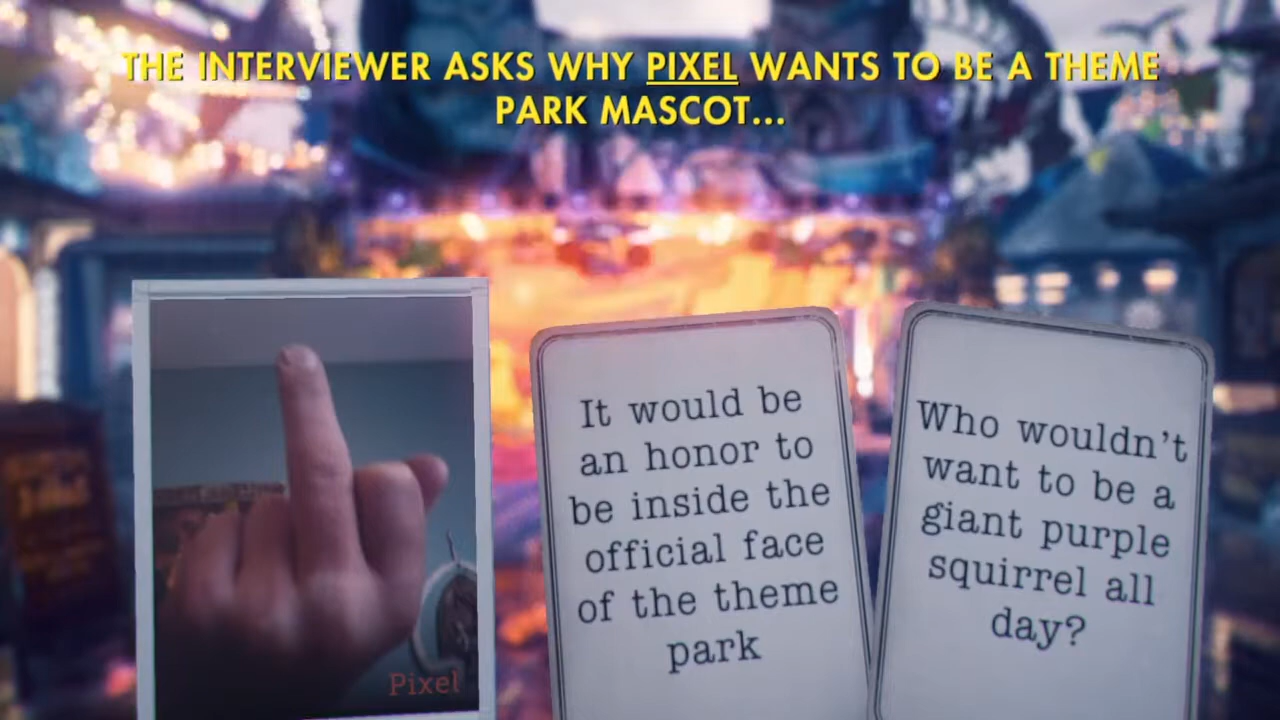 THE INTERVIEWER ASKS WHY PIXEL WANTS TO BE A THEME
PARK MASCOT...
Pixel
It would be
an honor to
be inside the
official face
of the theme
park
Who wouldn't
want to be a
giant purple
squirrel all
day?